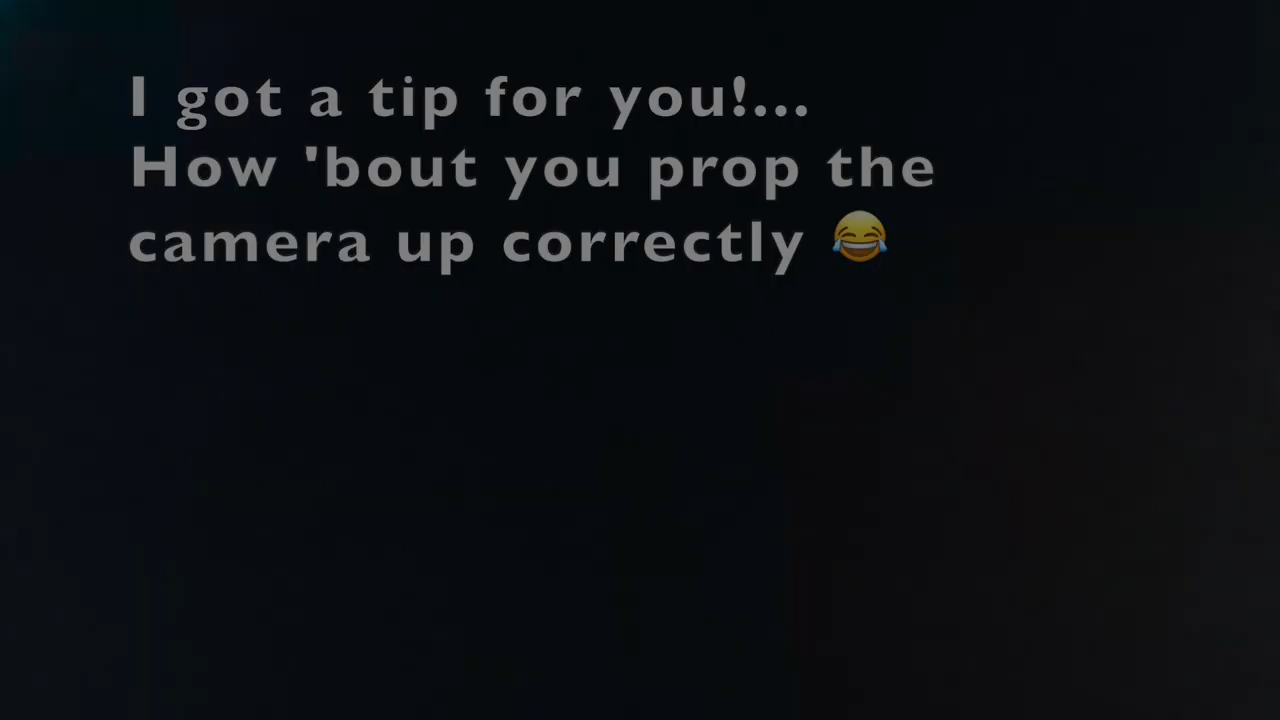 I got a tip for you!...
How 'bout you prop the
camera up correctly 😂